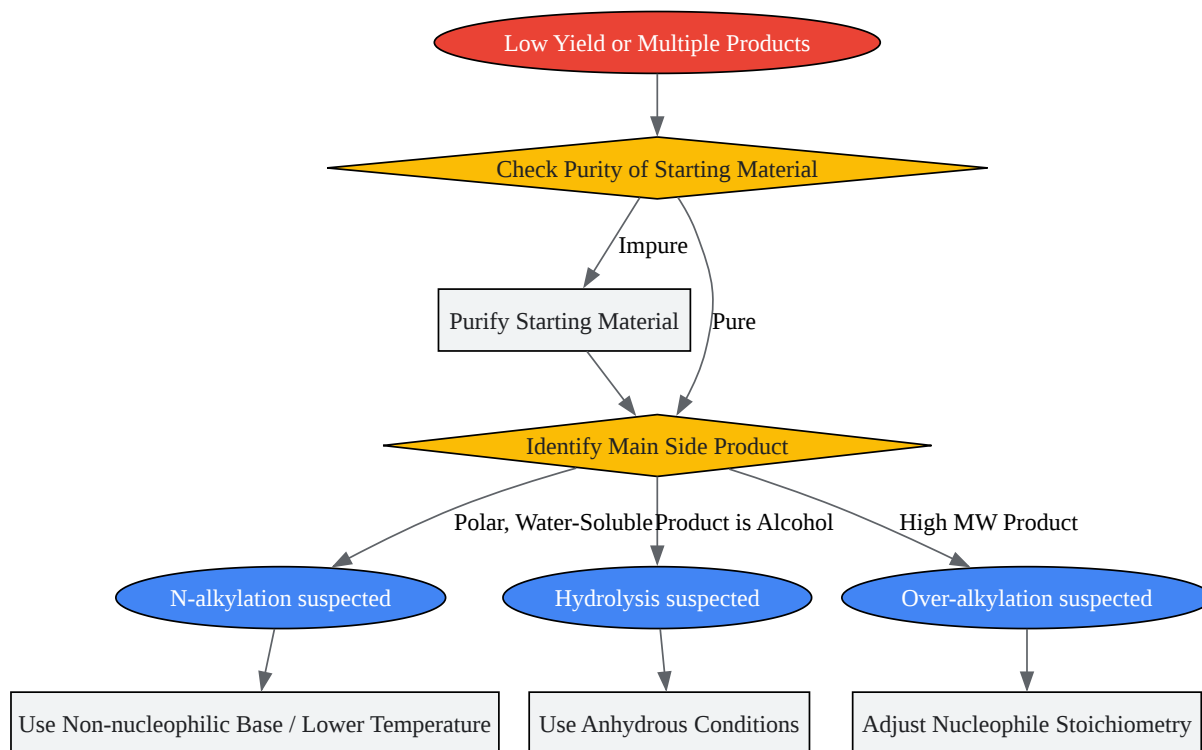 Low Yield or Multiple Products
Check Purity of Starting Material
Impure
Purify Starting Material
Pure
Identify Main Side Product
Polar, Water-Soluble
Product is Alcohol
High MW Product
N-alkylation suspected
Hydrolysis suspected
Over-alkylation suspected
Use Non-nucleophilic Base / Lower Temperature
Use Anhydrous Conditions
Adjust Nucleophile Stoichiometry